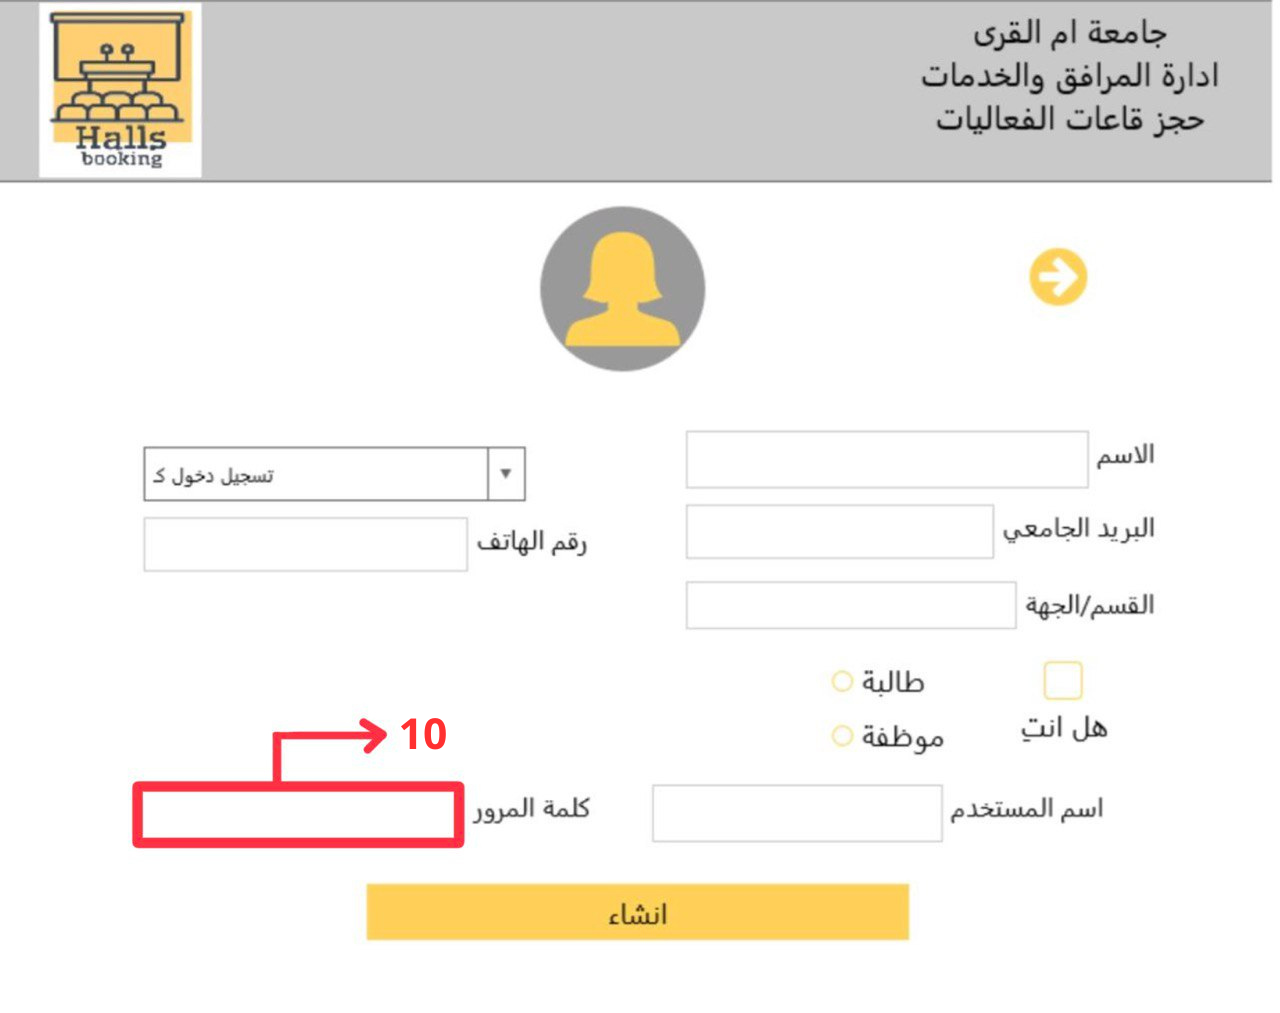 جامعة ام القرى
ادارة المرافق والخدمات
حجز قاعات الفعاليات
Halls
booking
الاسم
تسجيل دخول كـ
البريد الجامعي
رقم الهاتف
القسم/الجهة
طالبة
هل انتِ
موظفة
10
اسم المستخدم
كلمة المرور
انشاء